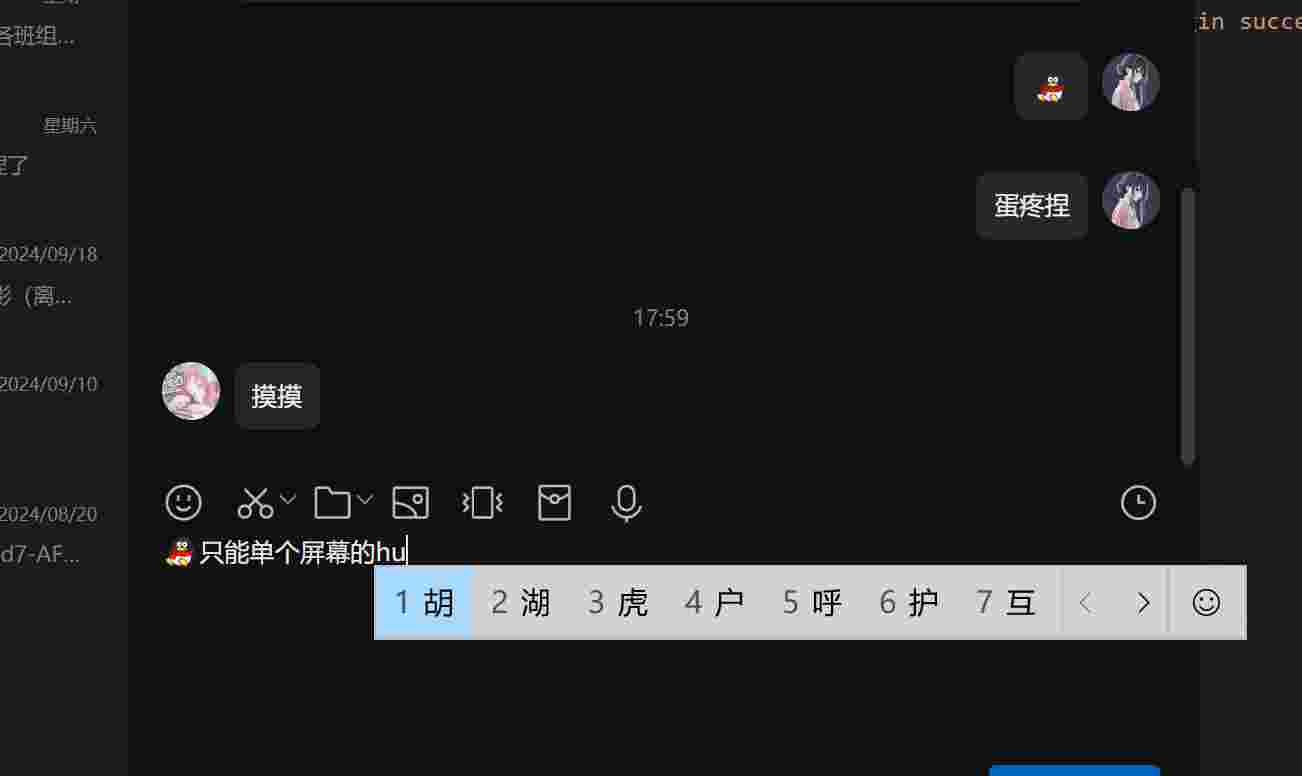 各班组...
星期六
捏了
2024/09/18
影（离...
2024/09/10
2024/08/20
d7-AF...
in succe
蛋疼捏
17:59
摸摸
只能单个屏幕的hu
1 胡 2 湖 3 虎 4 户 5 呼 6 护 7 互